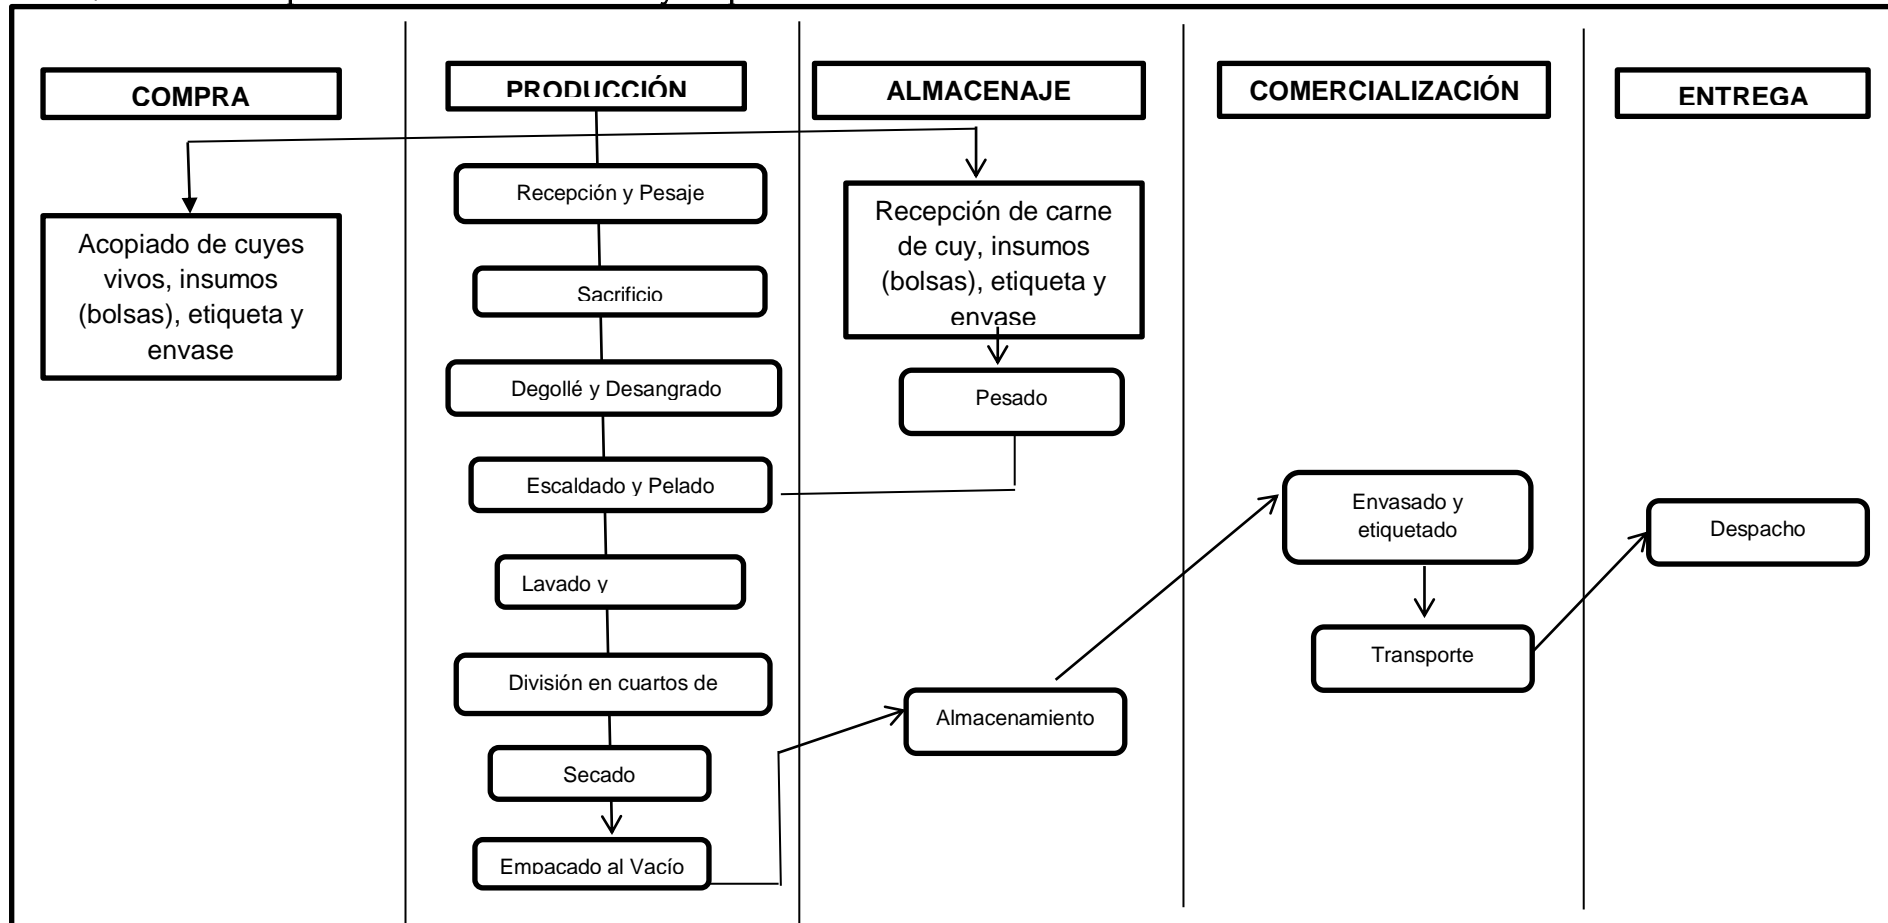 COMPRA
PRODUCCIÓN
ALMACENAJE
COMERCIALIZACIÓN
ENTREGA
Acopiado de cuyes
vivos, insumos
(bolsas), etiqueta y
envase
Recepción y Pesaje
Sacrificio
Degollé y Desangrado
Escaldado y Pelado
Lavado y
División en cuartos de
Secado
Empacado al Vacío
Recepción de carne
de cuy, insumos
(bolsas), etiqueta y
envase
Pesado
Almacenamiento
Envasado y
etiquetado
Transporte
Despacho